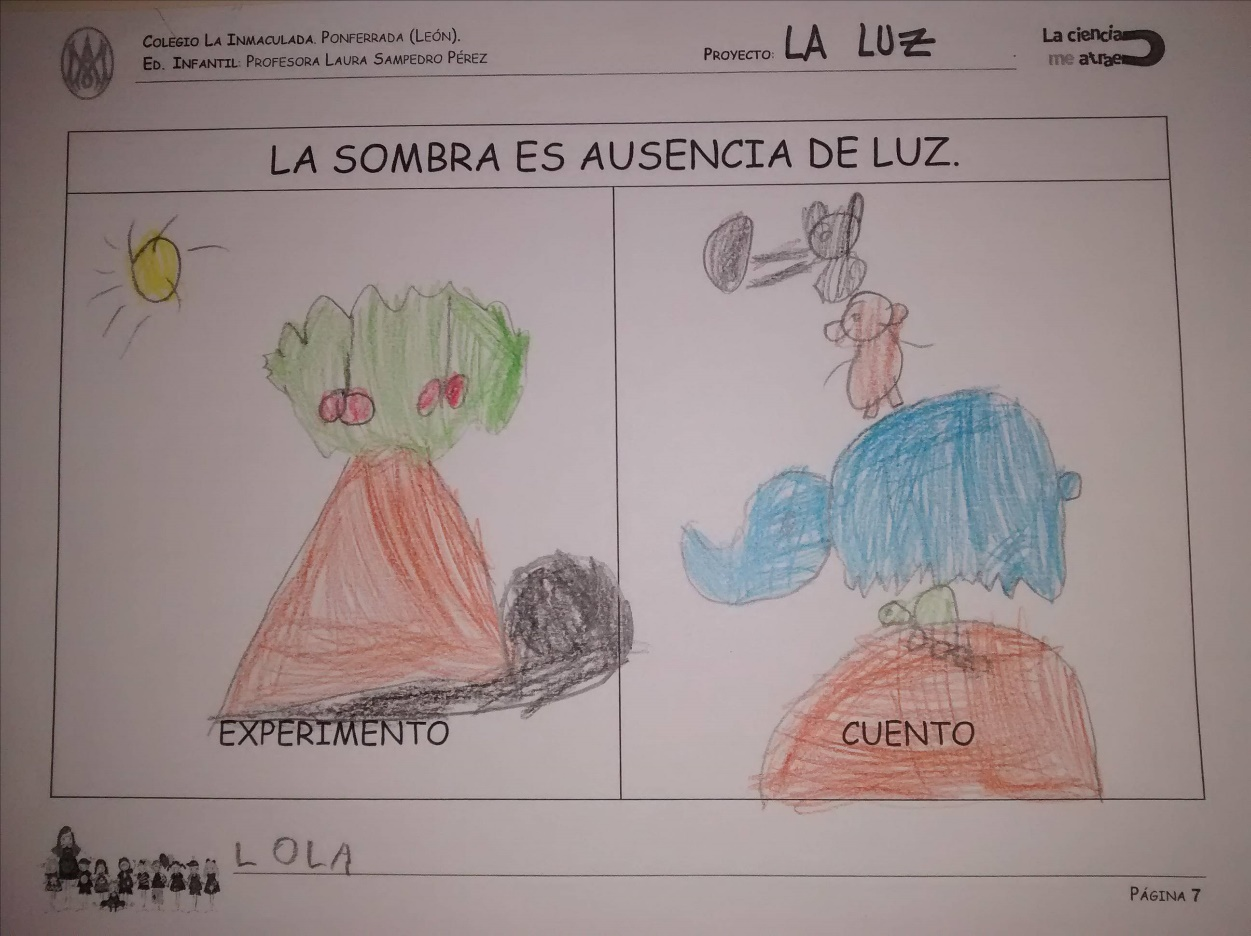 COLEGIO LA INMACULADA. PONFERRADA (LEÓN).
ED. INFANTIL: PROFESORA LAURA SAMPEDRO PÉREZ
PROYECTO: LA LUZ
La ciencia
me atrae
LA SOMBRA ES AUSENCIA DE LUZ.
EXPERIMENTO
CUENTO
LOLA
PÁGINA 7